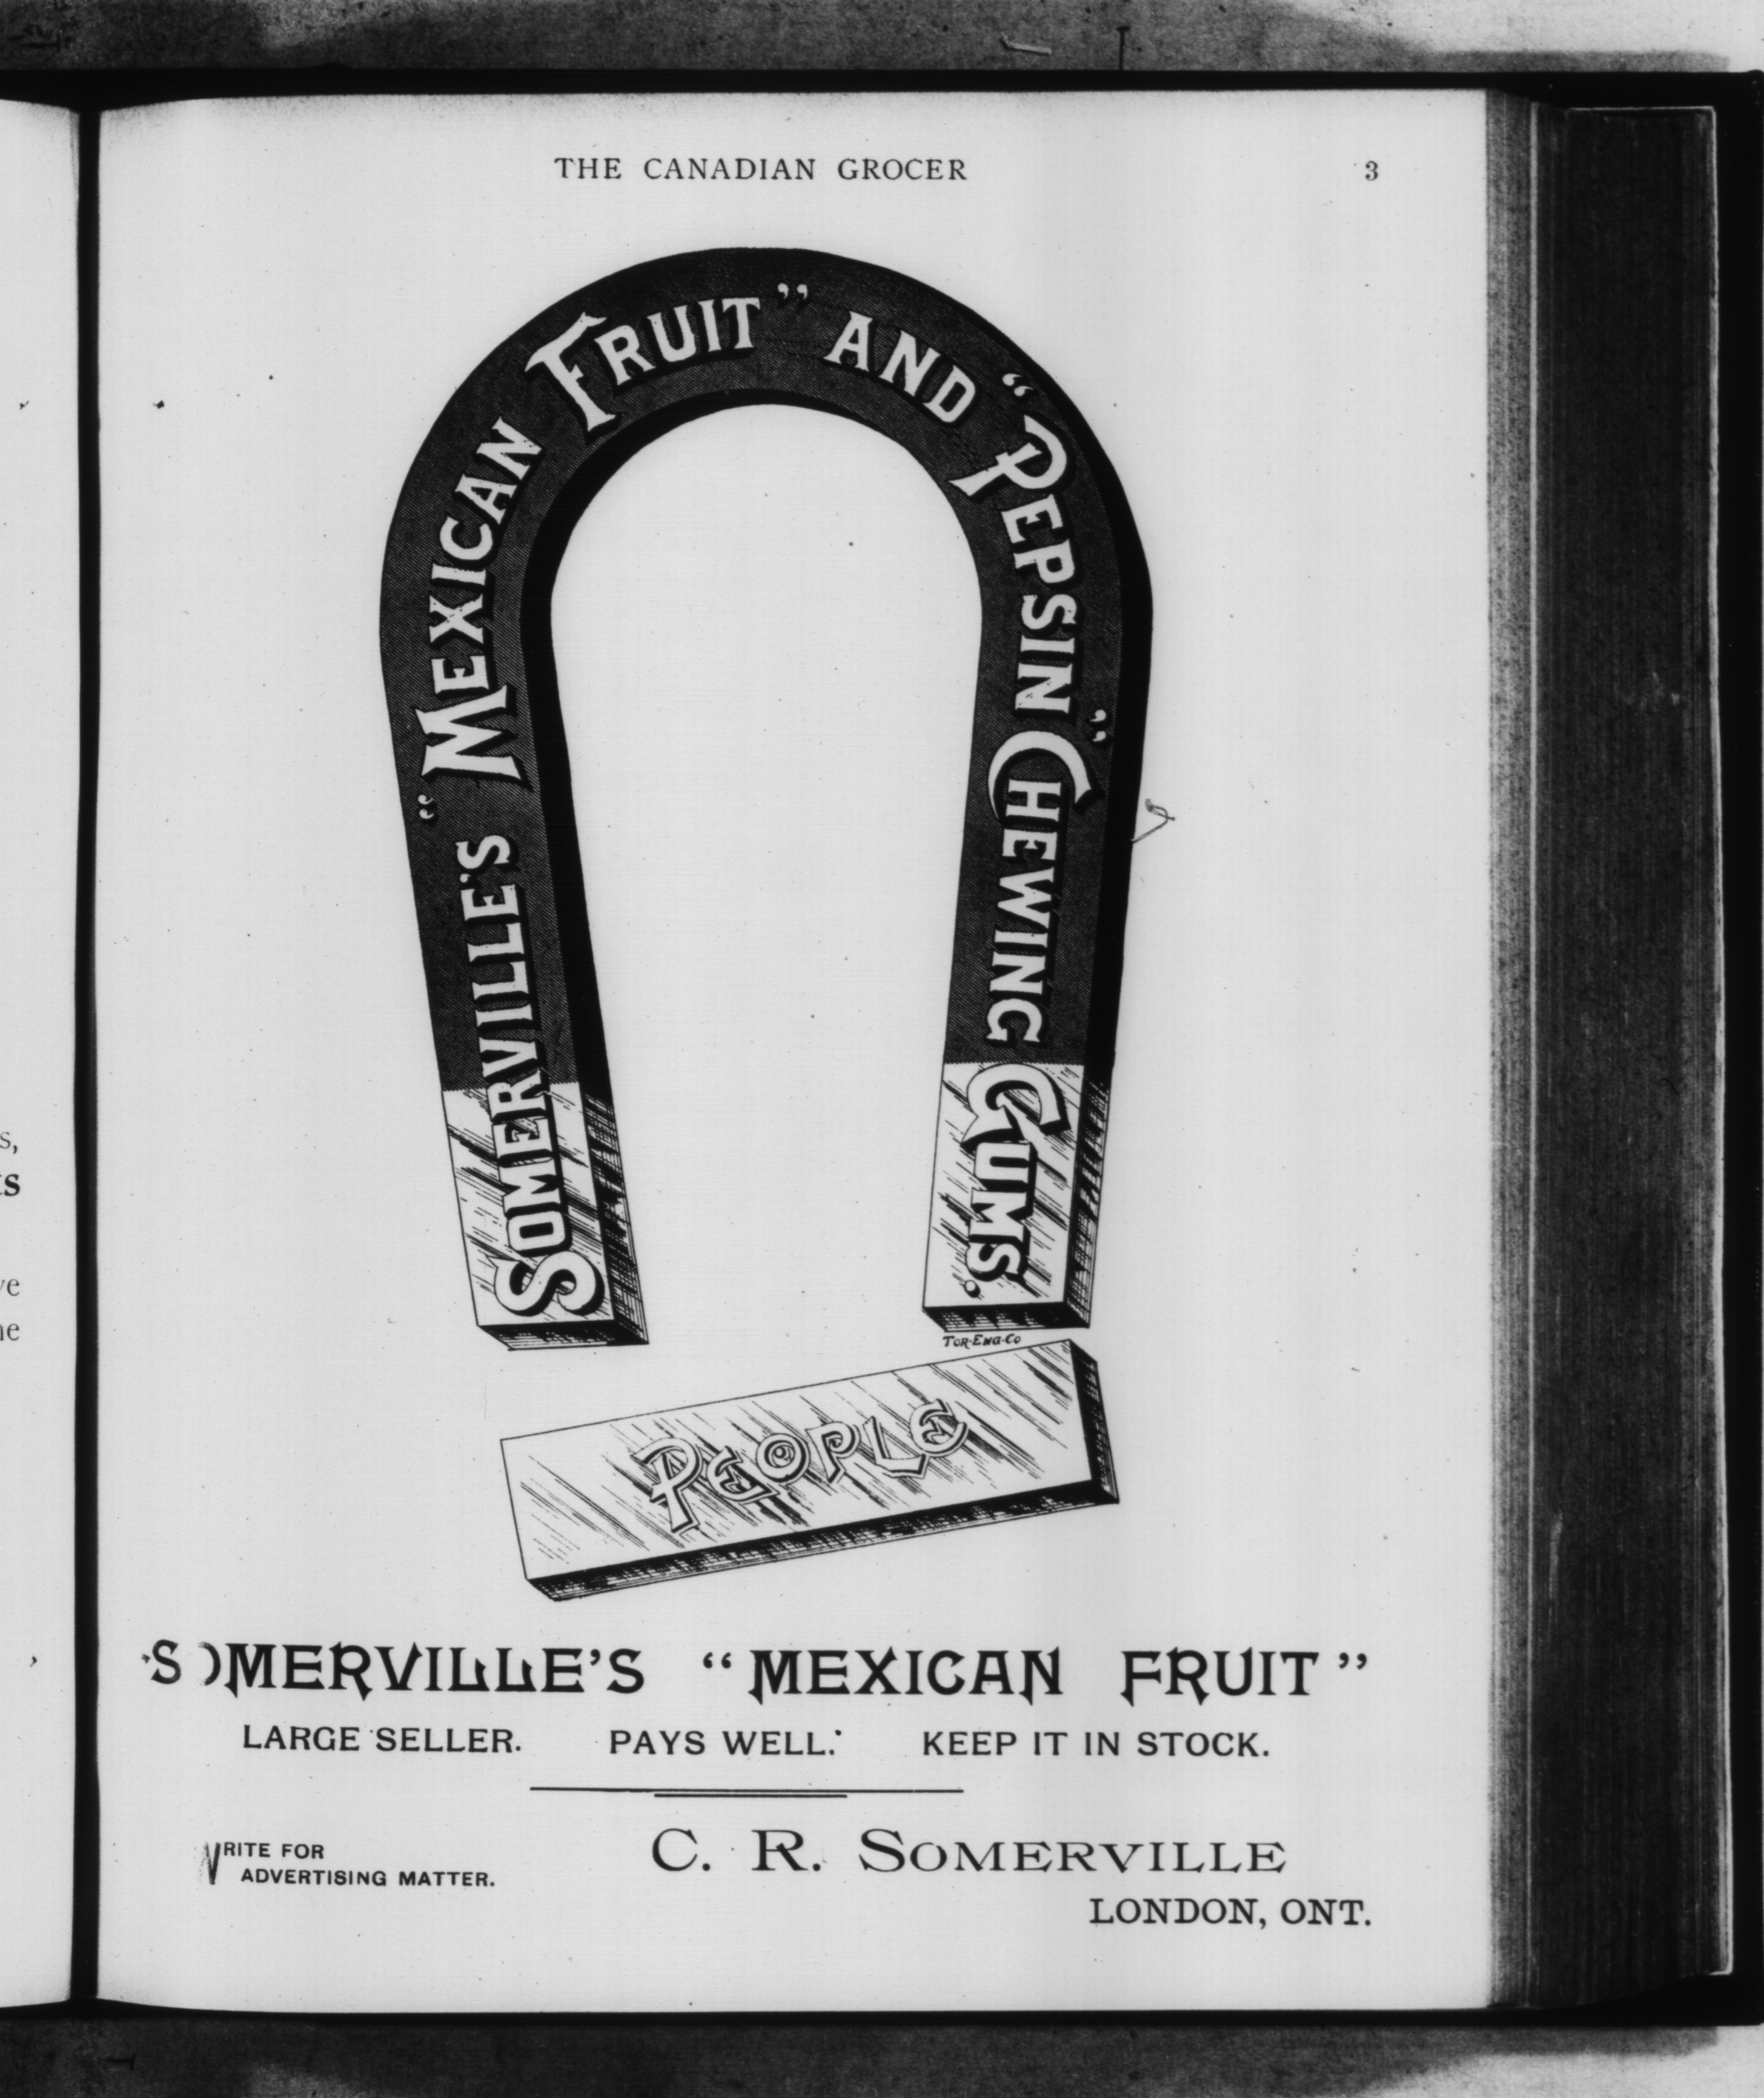 THE CANADIAN GROCER 3
SOMERVILLE'S "MEXICAN FRUIT" AND "PEPSIN" CHEWING GUMS.
TOR-ENG-CO
PEOPLE
SOMERVILLE'S "MEXICAN FRUIT"
LARGE SELLER. PAYS WELL. KEEP IT IN STOCK.
WRITE FOR
ADVERTISING MATTER.
C. R. SOMERVILLE
LONDON, ONT.